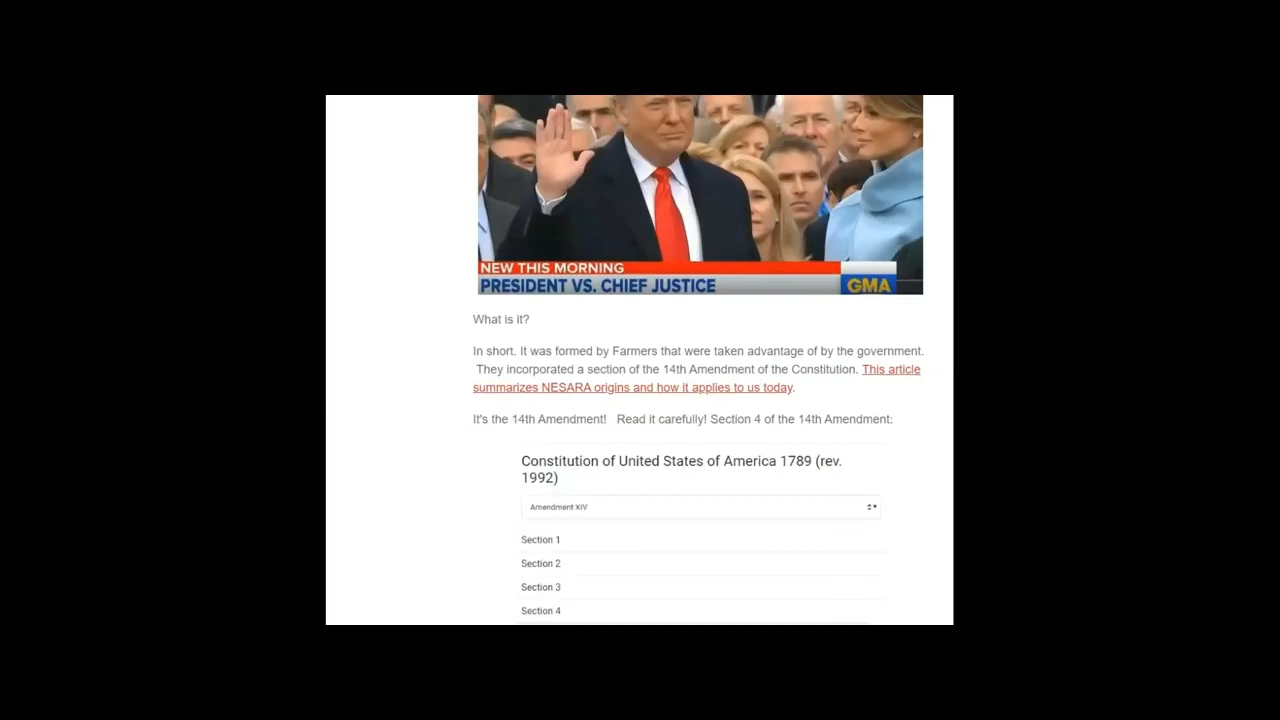 NEW THIS MORNING
PRESIDENT VS. CHIEF JUSTICE
GMA
What is it?
In short. It was formed by Farmers that were taken advantage of by the government.
They incorporated a section of the 14th Amendment of the Constitution. This article
summarizes NESARA origins and how it applies to us today.
It's the 14th Amendment! Read it carefully! Section 4 of the 14th Amendment:
Constitution of United States of America 1789 (rev.
1992)
Amendment XIV
Section 1
Section 2
Section 3
Section 4